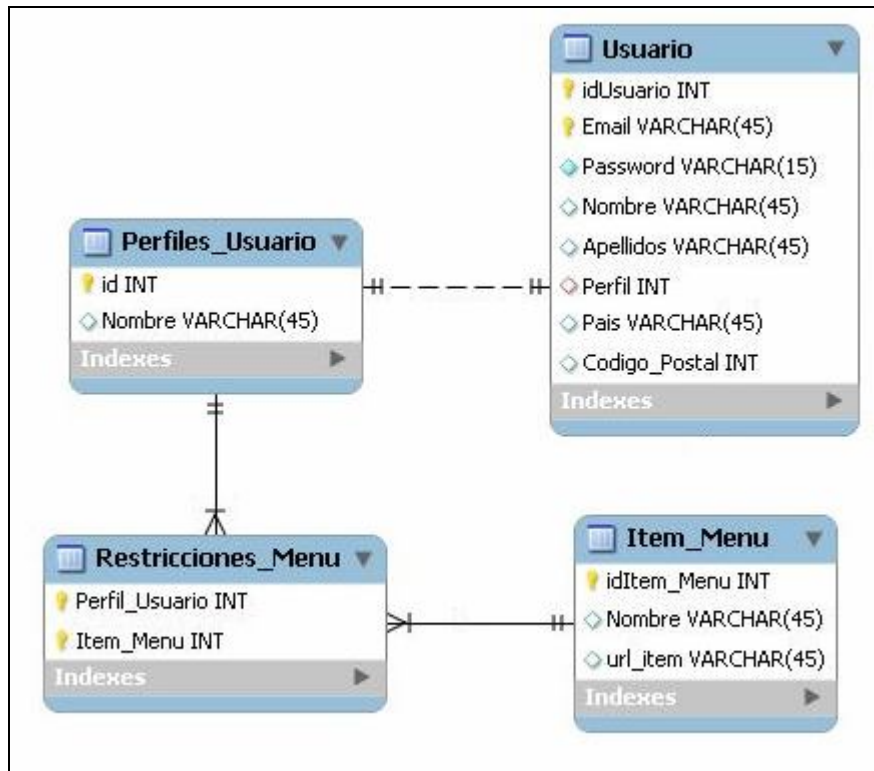 Usuario
idUsuario INT
Email VARCHAR(45)
Password VARCHAR(15)
Nombre VARCHAR(45)
Apellidos VARCHAR(45)
Perfil INT
Pais VARCHAR(45)
Codigo_Postal INT
Indexes
Perfiles_Usuario
id INT
Nombre VARCHAR(45)
Indexes
Restricciones_Menu
Perfil_Usuario INT
Item_Menu INT
Indexes
Item_Menu
idItem_Menu INT
Nombre VARCHAR(45)
url_item VARCHAR(45)
Indexes